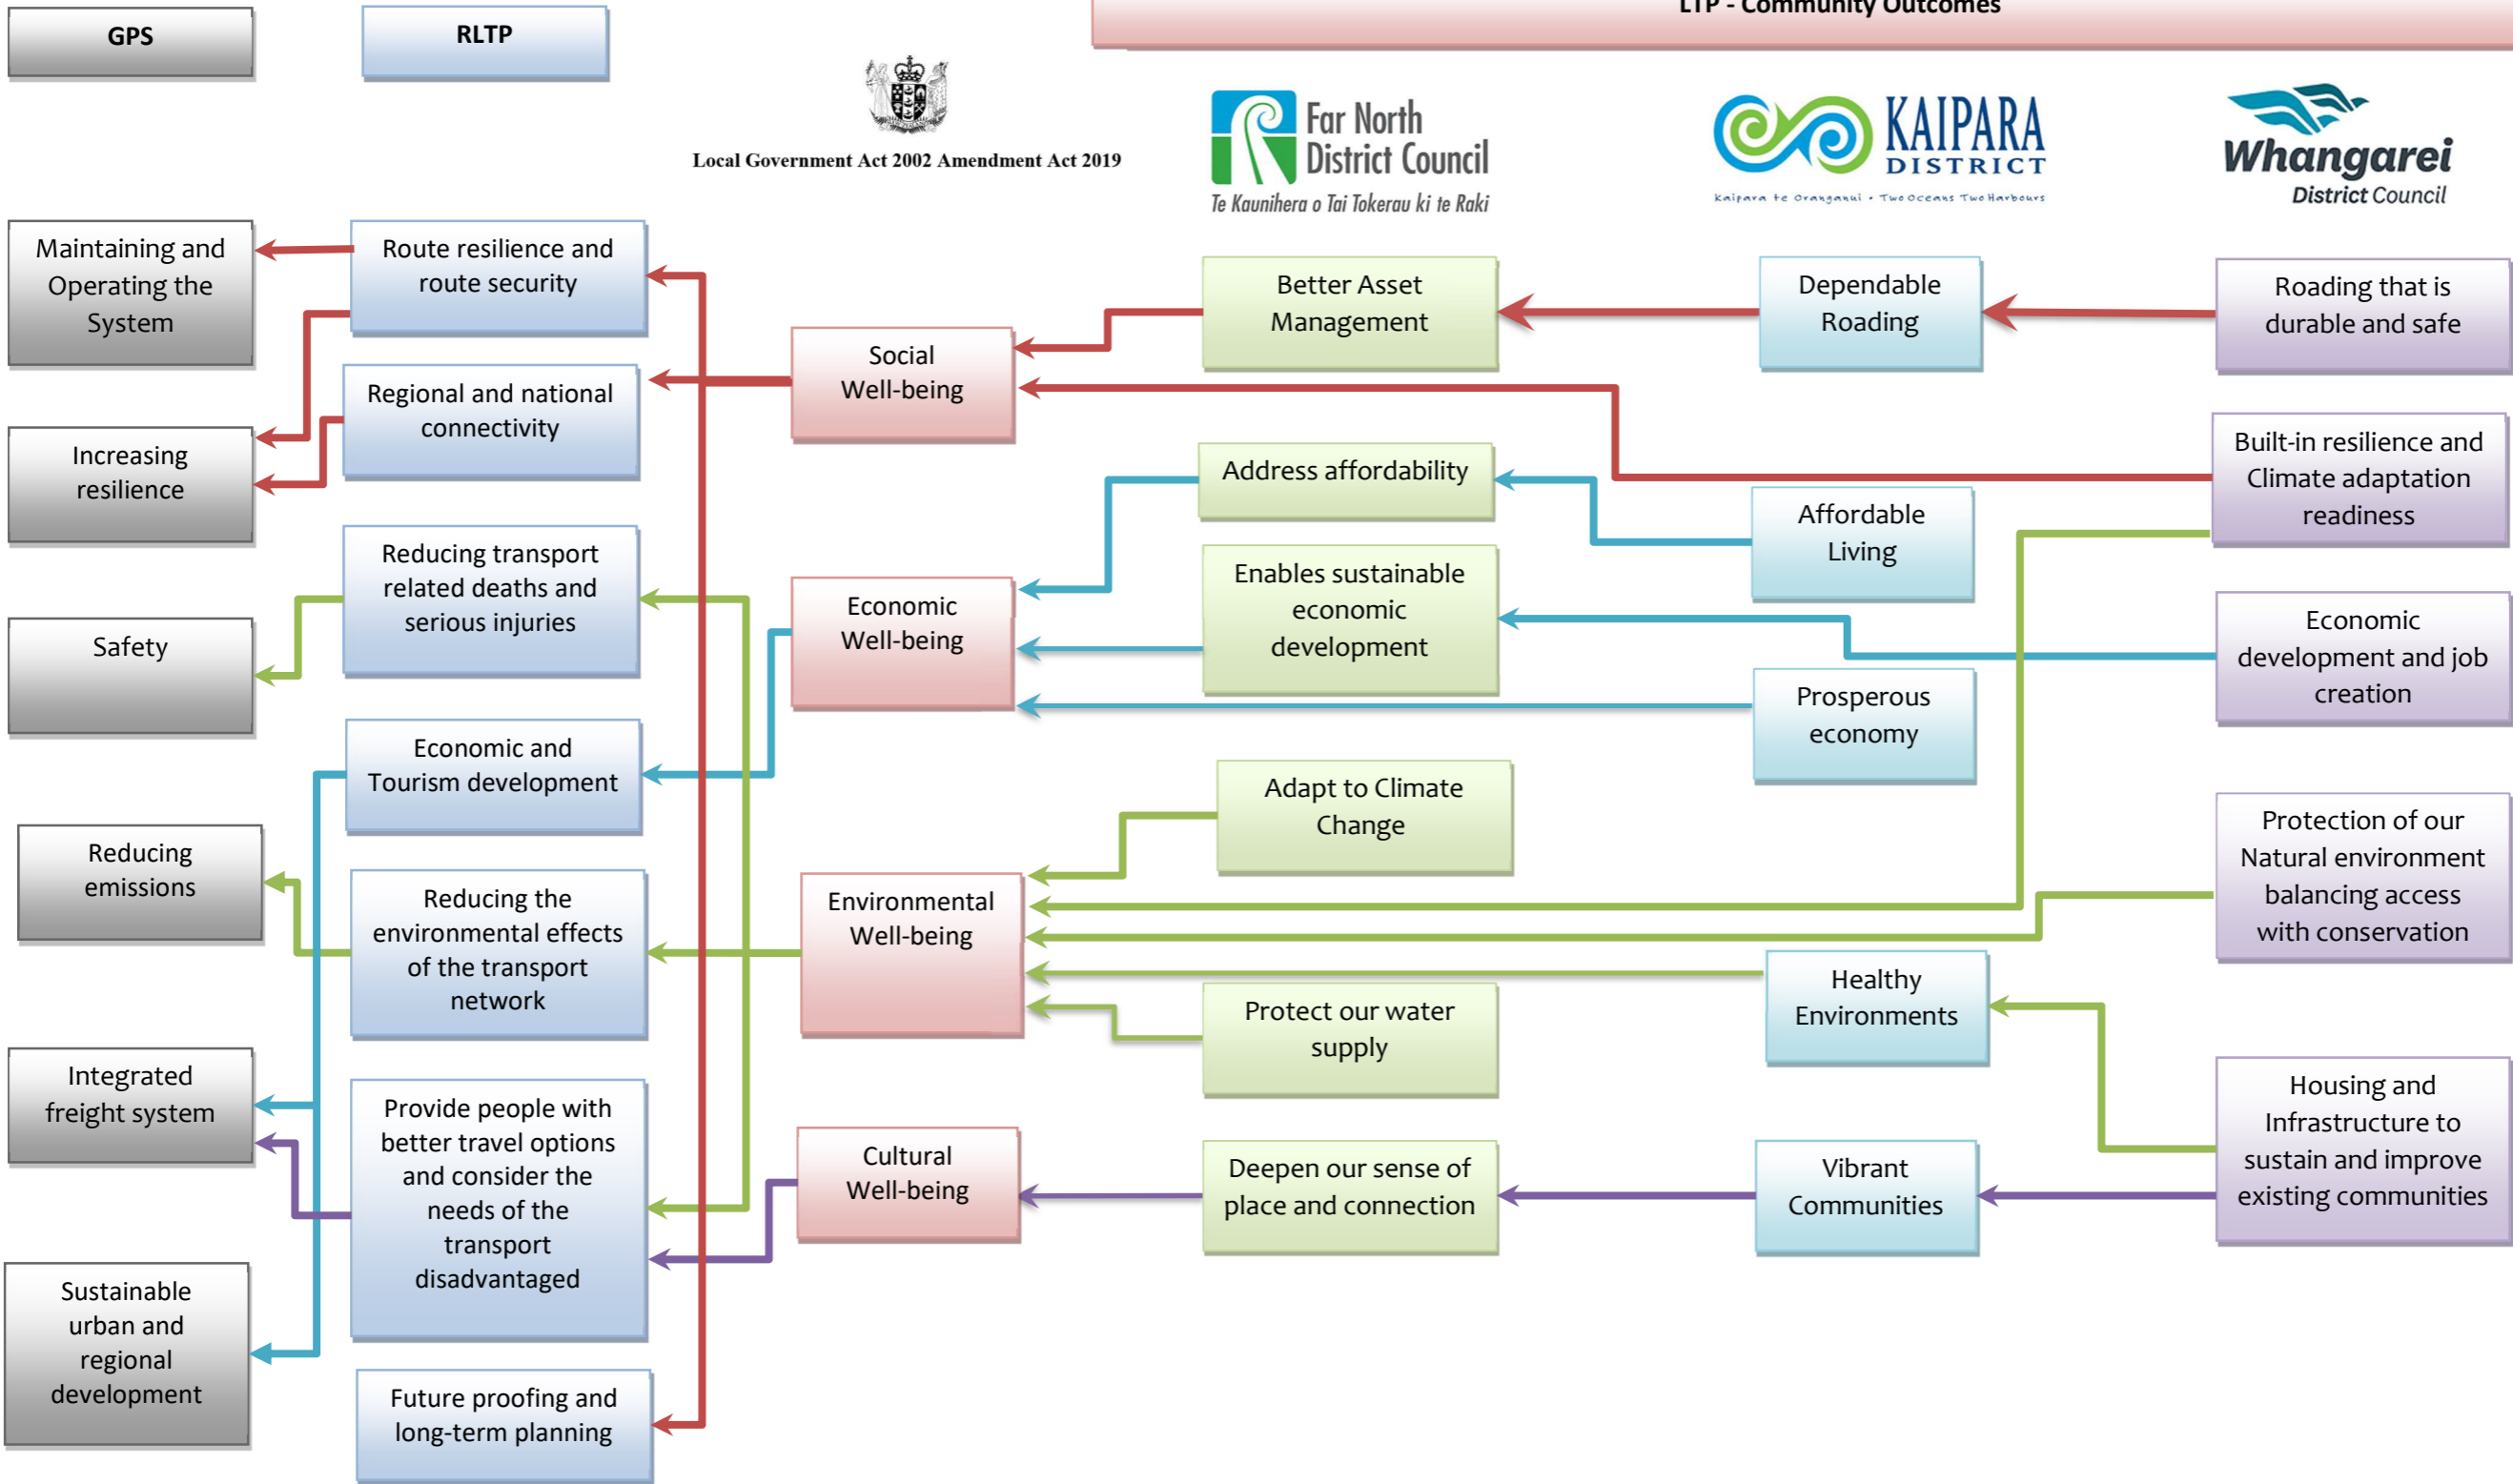 LTP - Community Outcomes
GPS
RLTP
Local Government Act 2002 Amendment Act 2019
Far North
District Council
Te Kaunihera o Tai Tokerau ki te Raki
KAIPARA
DISTRICT
Kaipara te Oranganui • Two Oceans Two Harbours
Whangarei
District Council
Maintaining and
Operating the
System
Increasing
resilience
Safety
Reducing
emissions
Integrated
freight system
Sustainable
urban and
regional
development
Route resilience and
route security
Regional and national
connectivity
Reducing transport
related deaths and
serious injuries
Economic and
Tourism development
Reducing the
environmental effects
of the transport
network
Provide people with
better travel options
and consider the
needs of the
transport
disadvantaged
Future proofing and
long-term planning
Social
Well-being
Economic
Well-being
Environmental
Well-being
Cultural
Well-being
Better Asset
Management
Address affordability
Enables sustainable
economic
development
Adapt to Climate
Change
Protect our water
supply
Deepen our sense of
place and connection
Dependable
Roading
Affordable
Living
Prosperous
economy
Healthy
Environments
Vibrant
Communities
Roading that is
durable and safe
Built-in resilience and
Climate adaptation
readiness
Economic
development and job
creation
Protection of our
Natural environment
balancing access
with conservation
Housing and
Infrastructure to
sustain and improve
existing communities